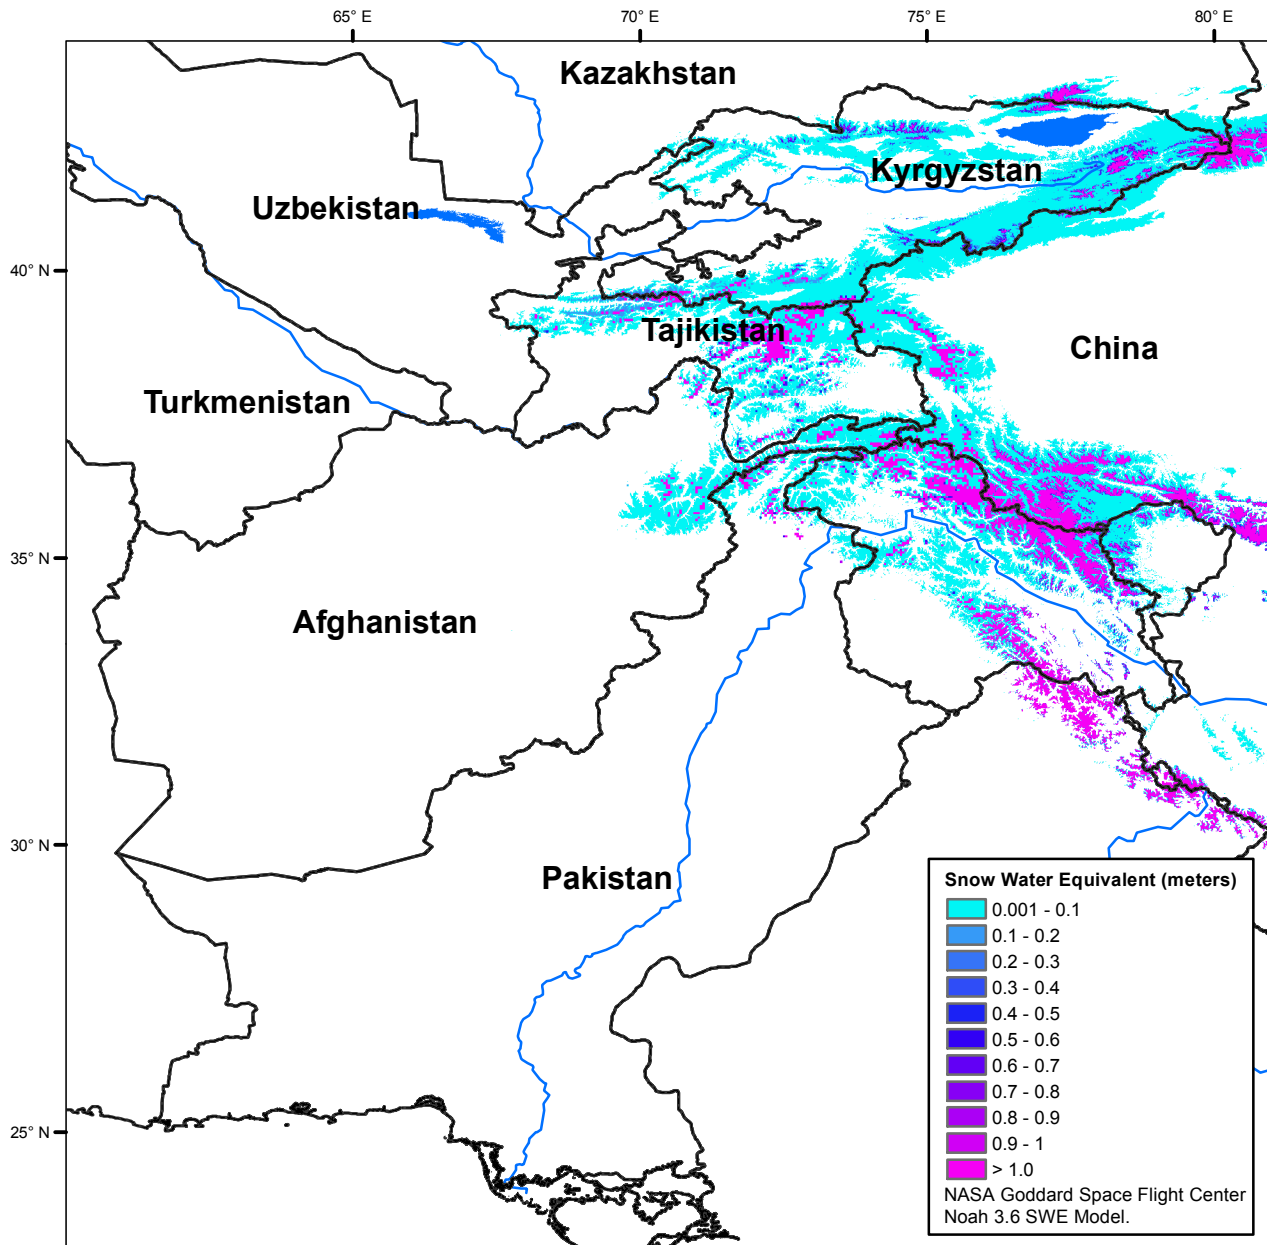 65° E
70° E
75° E
80° E
Kazakhstan
Kyrgyzstan
Uzbekistan
40° N
Tajikistan
China
Turkmenistan
35° N
Afghanistan
30° N
Pakistan
25° N
Snow Water Equivalent (meters)
0.001 - 0.1
0.1 - 0.2
0.2 - 0.3
0.3 - 0.4
0.4 - 0.5
0.5 - 0.6
0.6 - 0.7
0.7 - 0.8
0.8 - 0.9
0.9 - 1
> 1.0
NASA Goddard Space Flight Center
Noah 3.6 SWE Model.